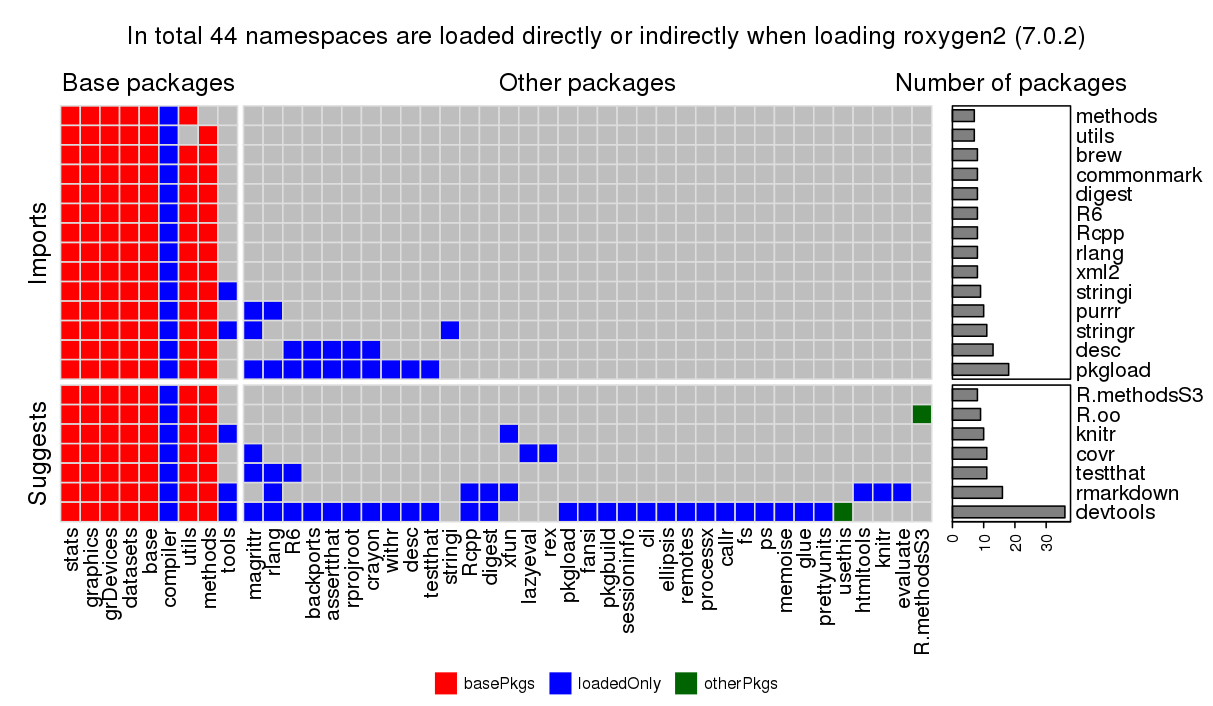 In total 44 namespaces are loaded directly or indirectly when loading roxygen2 (7.0.2)
Base packages
Other packages
Number of packages
Imports
methods
utils
brew
commonmark
digest
R6
Rcpp
rlang
xml2
stringi
purrr
stringr
desc
pkgload
Suggests
R.methodsS3
R.oo
knitr
covr
testthat
rmarkdown
devtools
stats
graphics
grDevices
datasets
base
compiler
utils
methods
tools
magrittr
rlang
R6
backports
assertthat
rprojroot
crayon
withr
desc
testthat
stringi
Rcpp
digest
xfun
lazyeval
rex
pkgload
fansi
pkgbuild
sessioninfo
cli
ellipsis
remotes
processx
callr
fs
ps
memoise
glue
prettyunits
usethis
htmltools
knitr
evaluate
R.methodsS3
0
10
20
30
basePkgs
loadedOnly
otherPkgs